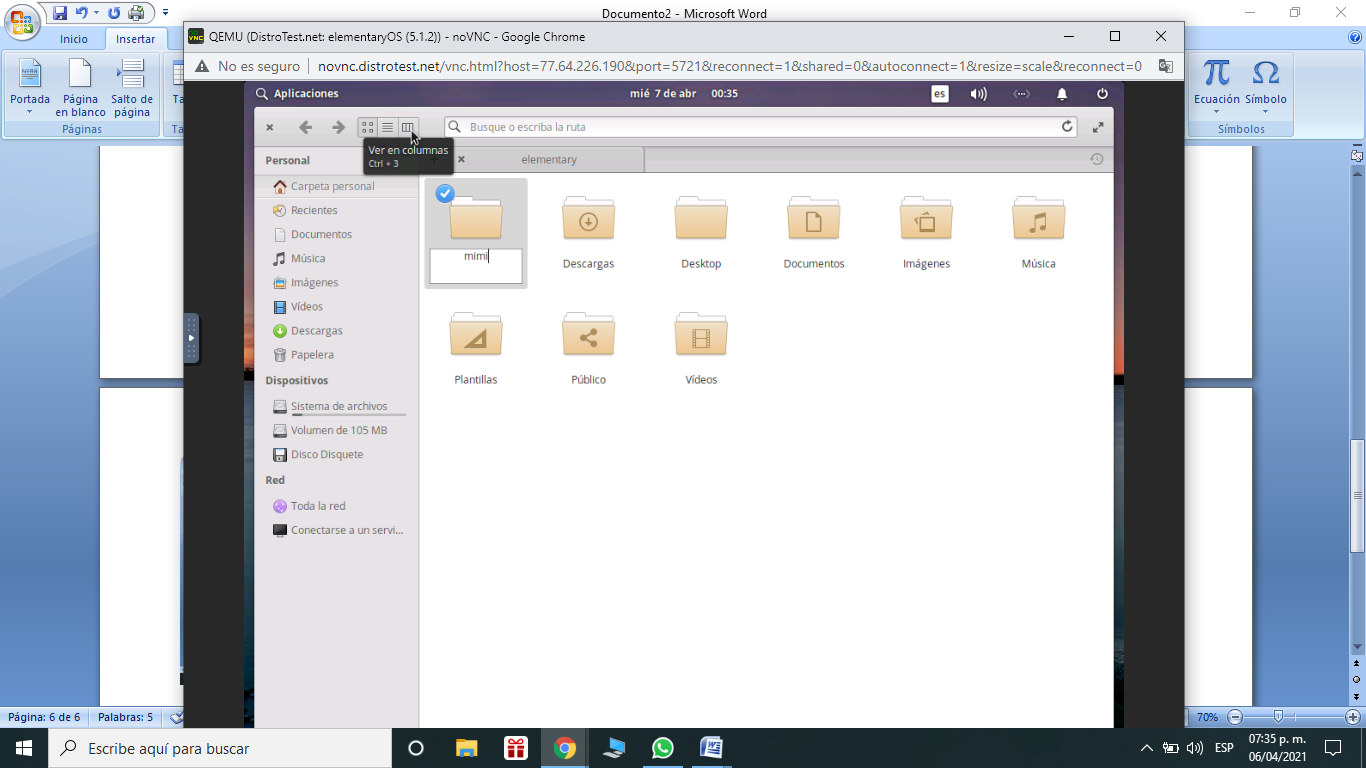 Documento2 - Microsoft Word
Inicio
Insertar
Portada
Página en blanco
Salto de página
Páginas
Ta
Ecuación
Símbolo
Símbolos
QEMU (DistroTest.net: elementaryOS (5.1.2)) - noVNC - Google Chrome
No es seguro
novnc.distrotest.net/vnc.html?host=77.64.226.190&port=5721&reconnect=1&shared=0&autoconnect=1&resize=scale&reconnect=0
Aplicaciones
mié 7 de abr 00:35
es
Busque o escriba la ruta
Ver en columnas
Ctrl + 3
elementary
Personal
Carpeta personal
Recientes
Documentos
Música
Imágenes
Vídeos
Descargas
Papelera
Dispositivos
Sistema de archivos
Volumen de 105 MB
Disco Disquete
Red
Toda la red
Conectarse a un servi...
mimi
Descargas
Desktop
Documentos
Imágenes
Música
Plantillas
Público
Vídeos
Página: 6 de 6
Palabras: 5
70%
Escribe aquí para buscar
ESP
07:35 p. m.
06/04/2021